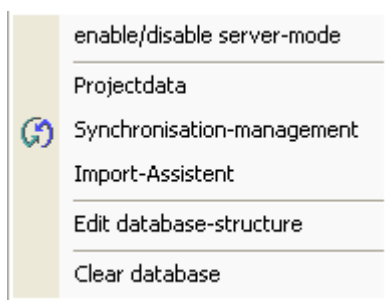 enable/disable server-mode
Projectdata
Synchronisation-management
Import-Assistent
Edit database-structure
Clear database